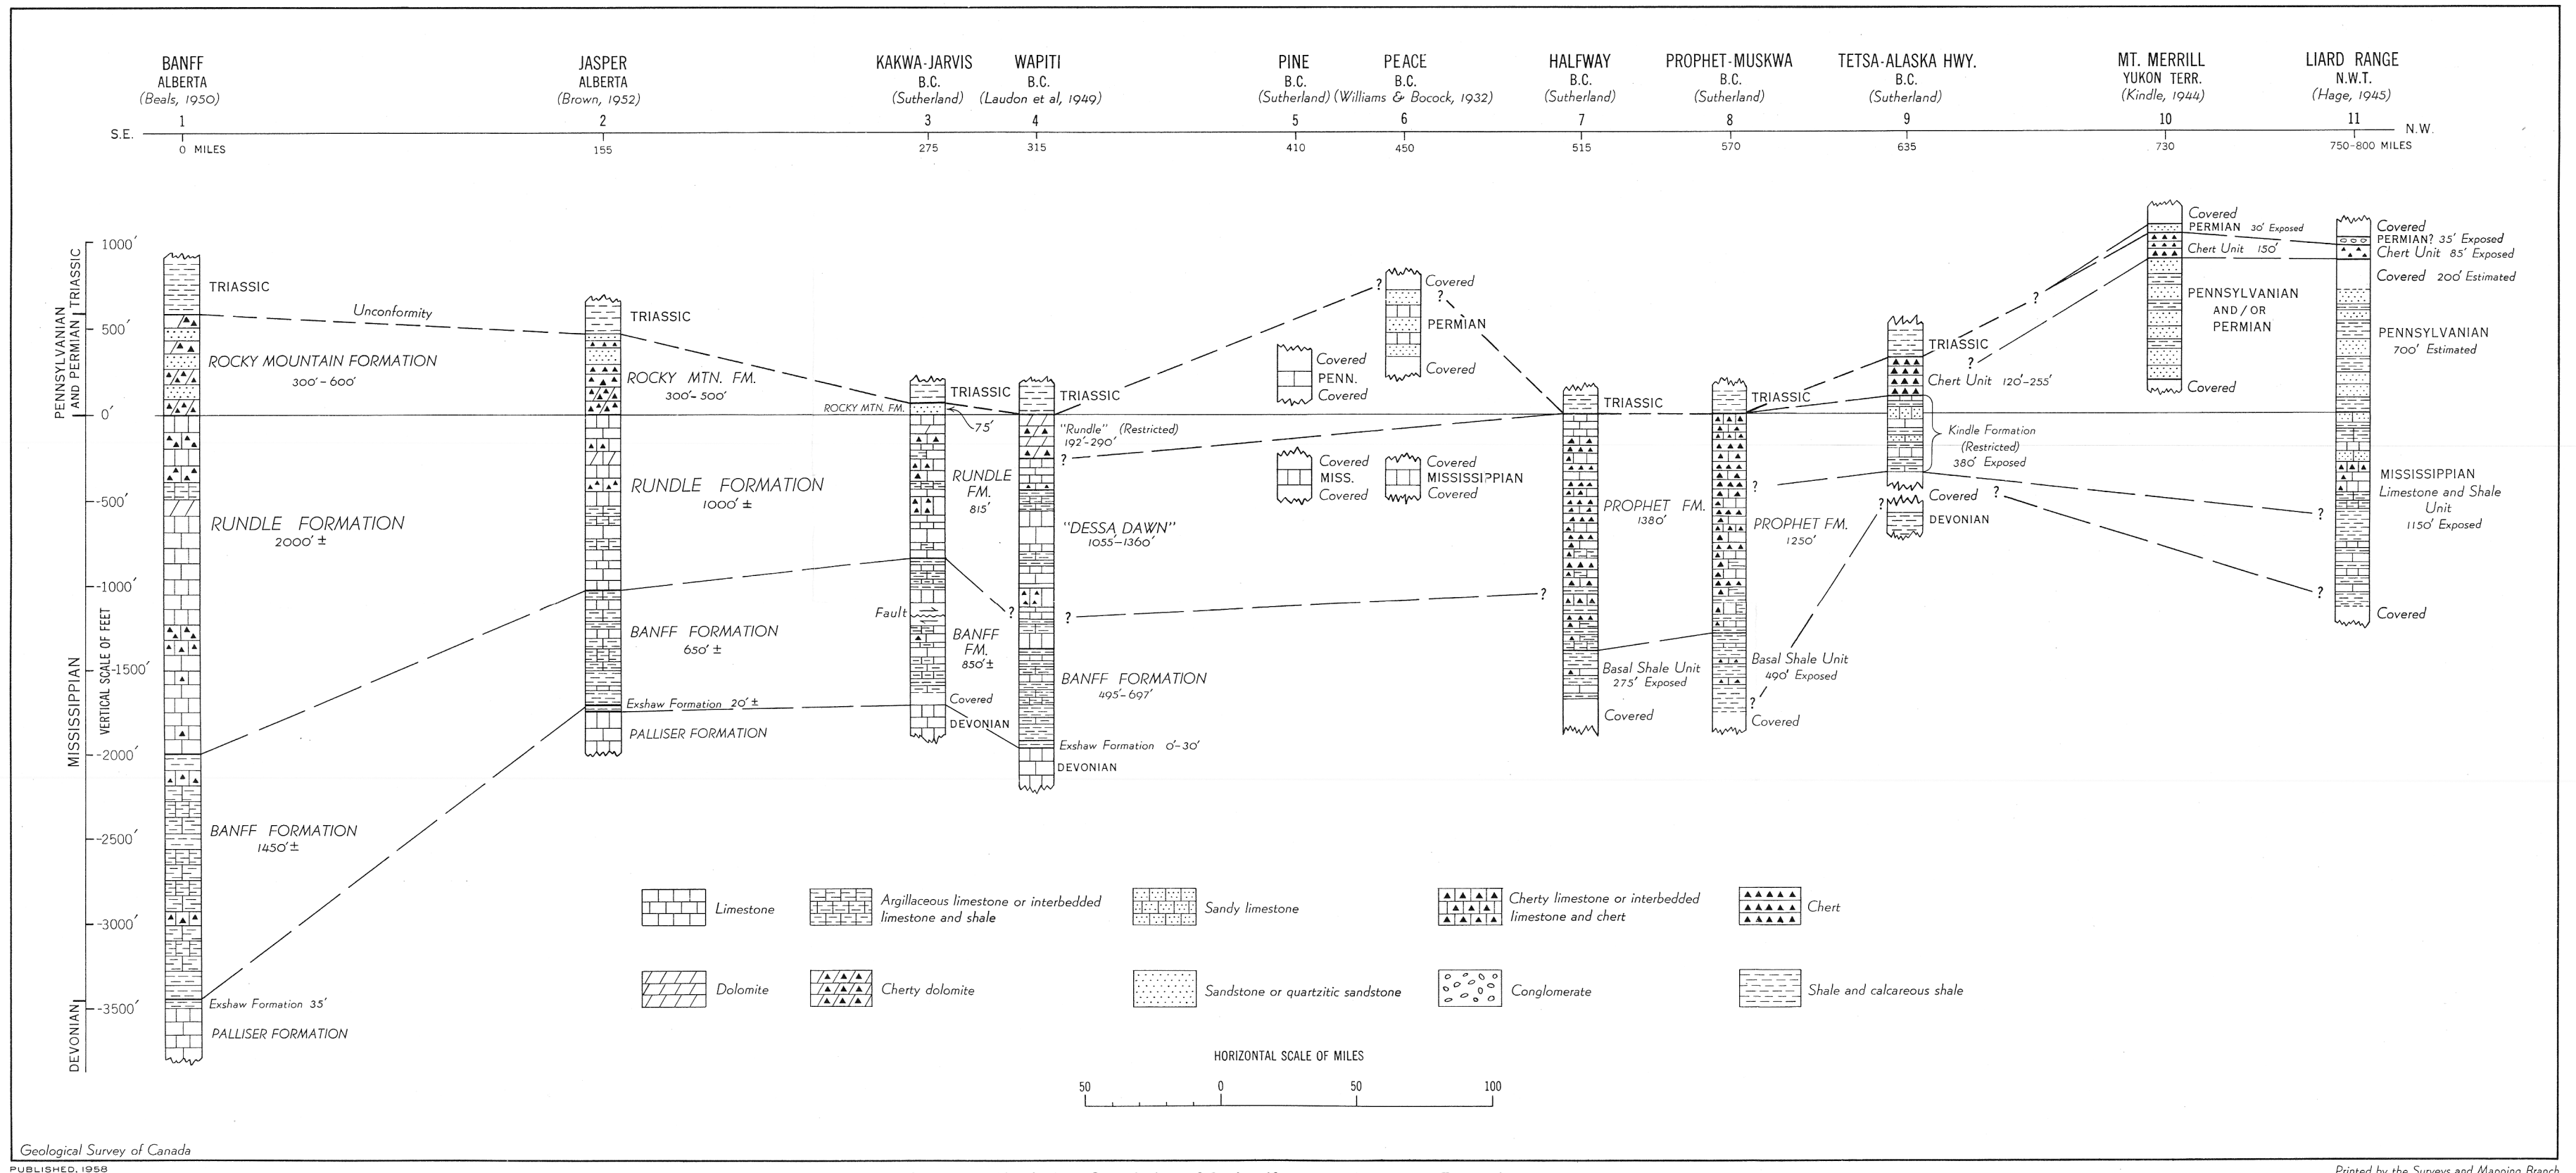 BANFF
ALBERTA
(Beals, 1950)
1
0 MILES
JASPER
ALBERTA
(Brown, 1952)
2
155
KAKWA-JARVIS
B.C.
(Sutherland)
3
275
WAPITI
B.C.
(Laudon et al, 1949)
4
315
PINE
B.C.
(Sutherland)
5
410
PEACE
B.C.
(Williams & Bocock, 1932)
6
450
HALFWAY
B.C.
(Sutherland)
7
515
PROPHET-MUSKWA
B.C.
(Sutherland)
8
570
TETSA-ALASKA HWY.
B.C.
(Sutherland)
9
635
MT. MERRILL
YUKON TERR.
(Kindle, 1944)
10
730
LIARD RANGE
N.W.T.
(Hage, 1945)
11
750-800 MILES
S.E.
N.W.
TRIASSIC
PENNSYLVANIAN
AND PERMIAN
MISSISSIPPIAN
DEVONIAN
VERTICAL SCALE OF FEET
1000′
500′
0′
-500′
-1000′
-1500′
-2000′
-2500′
-3000′
-3500′
TRIASSIC
Unconformity
ROCKY MOUNTAIN FORMATION
300′-600′
RUNDLE FORMATION
2000′ ±
BANFF FORMATION
1450′±
Exshaw Formation 35′
PALLISER FORMATION
TRIASSIC
ROCKY MTN. FM.
300′-500′
RUNDLE FORMATION
1000′ ±
BANFF FORMATION
650′ ±
Exshaw Formation 20′±
PALLISER FORMATION
TRIASSIC
ROCKY MTN. FM.
75′
RUNDLE
FM.
815′
Fault
BANFF
FM.
850′±
Covered
DEVONIAN
TRIASSIC
"Rundle" (Restricted)
192′-290′
?
"DESSA DAWN"
1055′-1360′
?
?
BANFF FORMATION
495′-697′
Exshaw Formation 0′-30′
DEVONIAN
Covered
PENN.
Covered
Covered
MISS.
Covered
?
Covered
?
PERMIAN
Covered
Covered
MISSISSIPPIAN
Covered
TRIASSIC
PROPHET FM.
1380′
?
Basal Shale Unit
275′ Exposed
Covered
TRIASSIC
?
PROPHET FM.
1250′
Basal Shale Unit
490′ Exposed
?
Covered
TRIASSIC
?
Chert Unit 120′-255′
Kindle Formation
(Restricted)
380′ Exposed
?
Covered
?
DEVONIAN
?
Covered
PERMIAN 30′ Exposed
Chert Unit 150′
PENNSYLVANIAN
AND/OR
PERMIAN
Covered
Covered
PERMIAN? 35′ Exposed
Chert Unit 85′ Exposed
Covered 200′ Estimated
PENNSYLVANIAN
700′ Estimated
MISSISSIPPIAN
Limestone and Shale
Unit
1150′ Exposed
?
?
Covered
Limestone
Argillaceous limestone or interbedded
limestone and shale
Sandy limestone
Cherty limestone or interbedded
limestone and chert
Chert
Dolomite
Cherty dolomite
Sandstone or quartzitic sandstone
Conglomerate
Shale and calcareous shale
HORIZONTAL SCALE OF MILES
50 0 50 100
Geological Survey of Canada
PUBLISHED, 1958
Printed by the Surveys and Mapping Branch